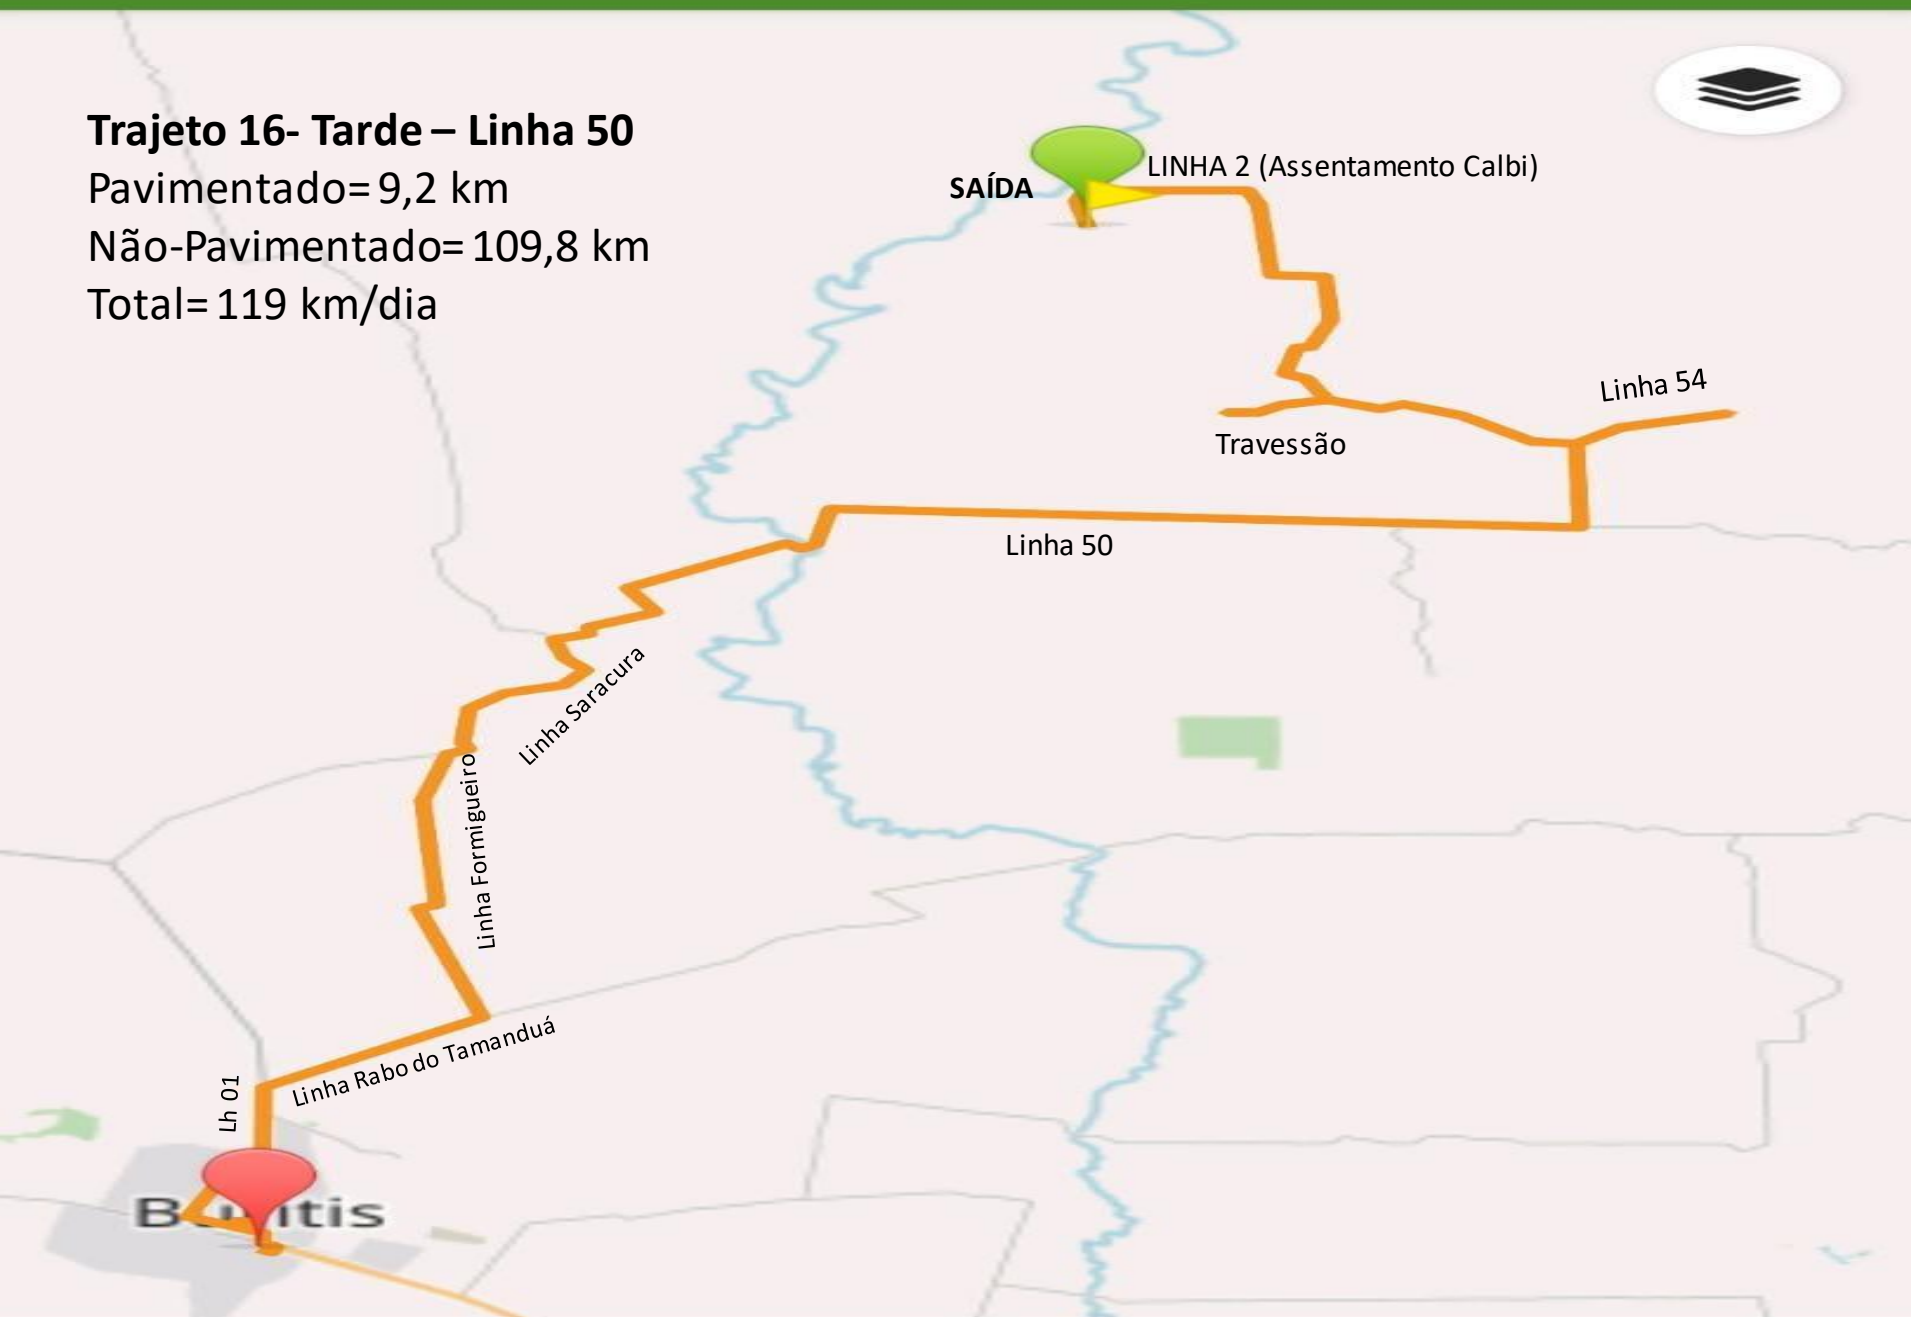 Trajeto 16- Tarde – Linha 50
Pavimentado= 9,2 km
Não-Pavimentado= 109,8 km
Total= 119 km/dia
SAÍDA
LINHA 2 (Assentamento Calbi)
Linha 54
Travessão
Linha 50
Linha Saracura
Linha Formigueiro
Linha Rabo do Tamanduá
Lh 01